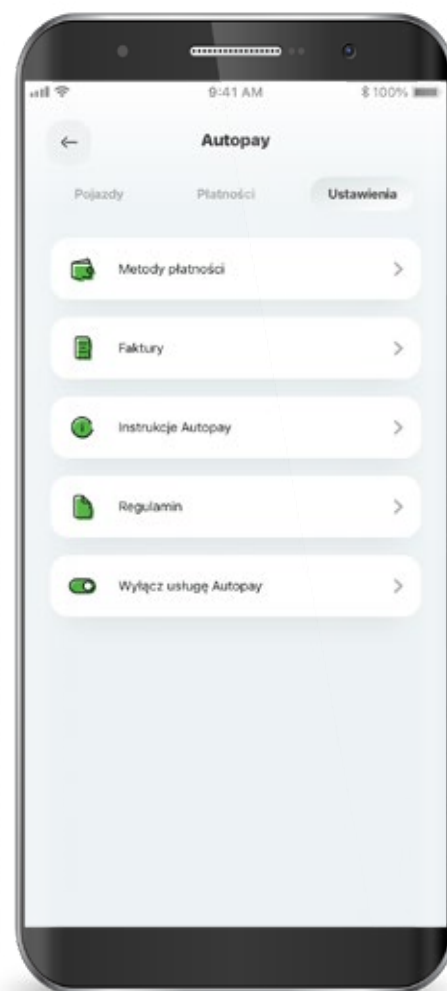 9:41 AM
100%
Autopay
Pojazdy
Płatności
Ustawienia
Metody płatności
Faktury
Instrukcje Autopay
Regulamin
Wyłącz usługę Autopay